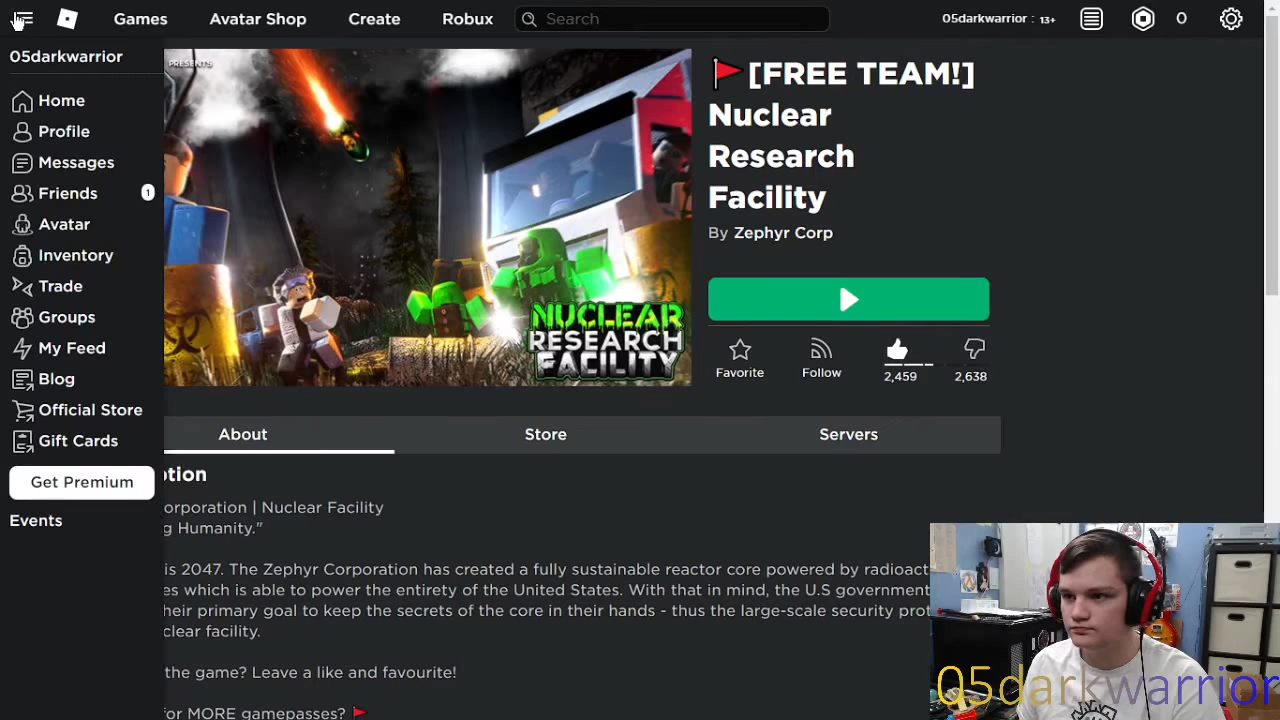 Games
Avatar Shop
Create
Robux
Search
05darkwarrior : 13+
0
05darkwarrior
Home
Profile
Messages
Friends
1
Avatar
Inventory
Trade
Groups
My Feed
Blog
Official Store
Gift Cards
Get Premium
Events
PRESENTS
NUCLEAR
RESEARCH
FACILITY
[FREE TEAM!]
Nuclear
Research
Facility
By Zephyr Corp
Favorite
Follow
2,459
2,638
About
Store
Servers
ption
orporation | Nuclear Facility
g Humanity."
is 2047. The Zephyr Corporation has created a fully sustainable reactor core powered by radioact
es which is able to power the entirety of the United States. With that in mind, the U.S government
heir primary goal to keep the secrets of the core in their hands - thus the large-scale security prot
clear facility.
the game? Leave a like and favourite!
for MORE gamepasses?
05darkwarrior